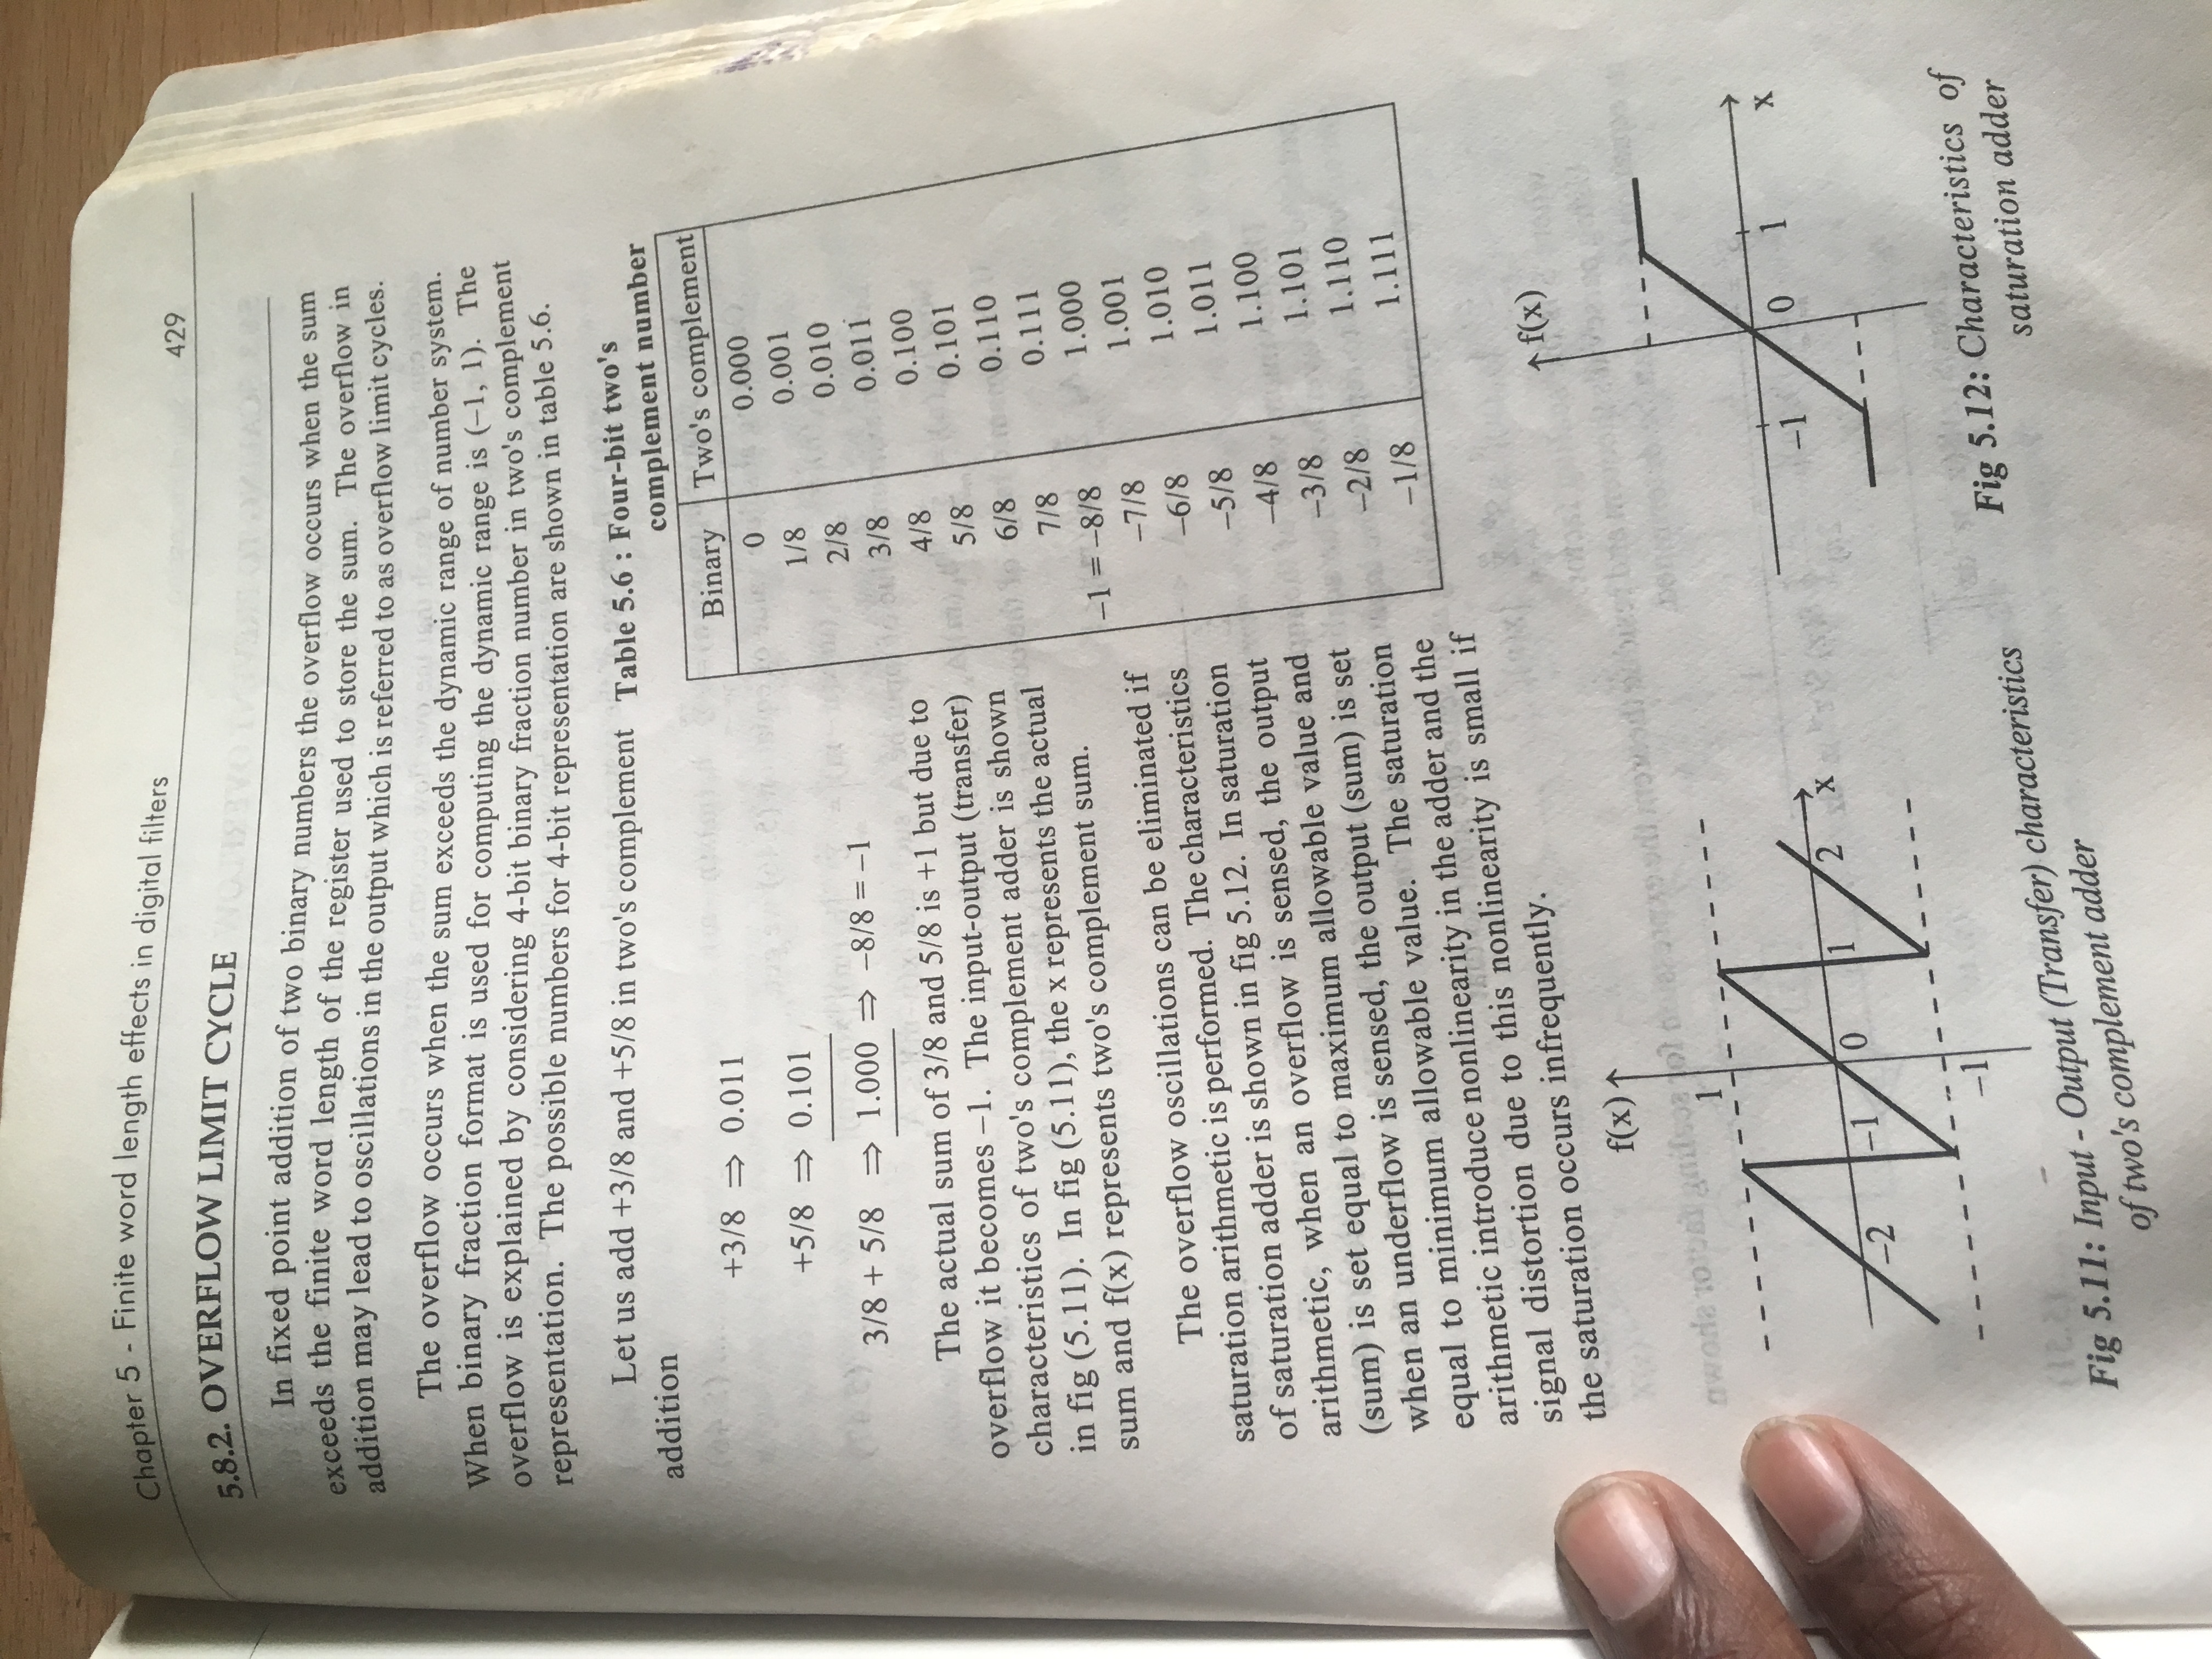 Chapter 5 - Finite word length effects in digital filters
429
5.8.2. OVERFLOW LIMIT CYCLE
In fixed point addition of two binary numbers the overflow occurs when the sum
exceeds the finite word length of the register used to store the sum. The overflow in
addition may lead to oscillations in the output which is referred to as overflow limit cycles.
The overflow occurs when the sum exceeds the dynamic range of number system.
When binary fraction format is used for computing the dynamic range is (–1, 1). The
overflow is explained by considering 4-bit binary fraction number in two's complement
representation. The possible numbers for 4-bit representation are shown in table 5.6.
Let us add +3/8 and +5/8 in two's complement
addition
+3/8 ⇒ 0.011
+5/8 ⇒ 0.101
3/8 + 5/8 ⇒ 1.000 ⇒ –8/8 = –1
The actual sum of 3/8 and 5/8 is +1 but due to
overflow it becomes –1. The input-output (transfer)
characteristics of two's complement adder is shown
in fig (5.11). In fig (5.11), the x represents the actual
sum and f(x) represents two's complement sum.
The overflow oscillations can be eliminated if
saturation arithmetic is performed. The characteristics
of saturation adder is shown in fig 5.12. In saturation
arithmetic, when an overflow is sensed, the output
(sum) is set equal to maximum allowable value and
when an underflow is sensed, the output (sum) is set
equal to minimum allowable value. The saturation
arithmetic introduce nonlinearity in the adder and the
signal distortion due to this nonlinearity is small if
the saturation occurs infrequently.
Table 5.6 : Four-bit two's
complement number
Binary Two's complement
0 0.000
1/8 0.001
2/8 0.010
3/8 0.011
4/8 0.100
5/8 0.101
6/8 0.110
7/8 0.111
–1 = –8/8 1.000
–7/8 1.001
–6/8 1.010
–5/8 1.011
–4/8 1.100
–3/8 1.101
–2/8 1.110
–1/8 1.111
f(x)
1
–2 –1 0 1 2 x
–1
Fig 5.11: Input - Output (Transfer) characteristics
of two's complement adder
f(x)
–1 0 1 x
Fig 5.12: Characteristics of
saturation adder